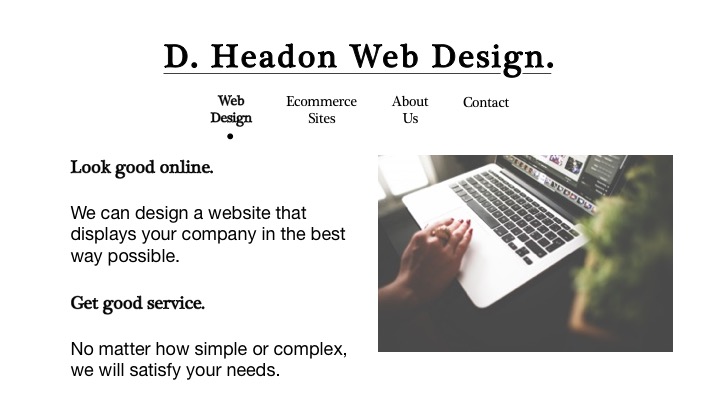 D. Headon Web Design.
Web
Design
Ecommerce
Sites
About
Us
Contact
Look good online.
We can design a website that
displays your company in the best
way possible.
Get good service.
No matter how simple or complex,
we will satisfy your needs.